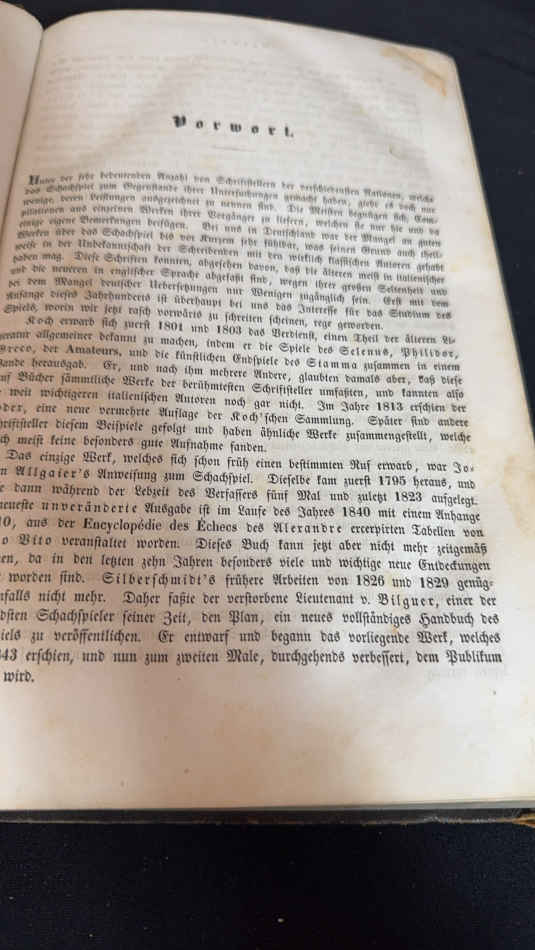 Vorwort.
Unter der sehr bedeutenden Anzahl von Schriftstellern der verschiedensten Nationen, welche
das Schachspiel zum Gegenstande ihrer Untersuchungen gemacht haben, giebt es doch nur
wenige, deren Leistungen ausgezeichnet zu nennen sind. Die Meisten begnügen sich, Com-
pilationen aus einzelnen Werken ihrer Vorgänger zu liefern, welchen sie nur hie und da
einige eigene Bemerkungen beifügen. Bei uns in Deutschland war der Mangel an guten
Werken über das Schachspiel bis vor Kurzem sehr fühlbar, was seinen Grund auch theil-
weise in der Unbekanntschaft der Schreibenden mit den wirklich klassischen Autoren gehabt
haben mag. Diese Schriften konnten, abgesehen davon, daß die älteren meist in italienischer
und die neueren in englischer Sprache abgefaßt sind, wegen ihrer großen Seltenheit und
bei dem Mangel deutscher Uebersetzungen nur Wenigen zugänglich sein. Erst mit dem
Anfange dieses Jahrhunderts ist überhaupt bei uns das Interesse für das Studium des
Spiels, worin wir jetzt rasch vorwärts zu schreiten scheinen, rege geworden.
Koch erwarb sich zuerst 1801 und 1803 das Verdienst, einen Theil der älteren Li-
eratur allgemeiner bekannt zu machen, indem er die Spiele des Selenus, Philidor,
Greco, der Amateurs, und die künstlichen Endspiele des Stamma zusammen in einem
ande herausgab. Er, und nach ihm mehrere Andere, glaubten damals aber, daß diese
nf Bücher sämmtliche Werke der berühmtesten Schriftsteller umfaßten, und kannten also
weit wichtigeren italienischen Autoren noch gar nicht. Im Jahre 1813 erschien der
odex, eine neue vermehrte Auflage der Koch'schen Sammlung. Später sind andere
hriftsteller diesem Beispiele gefolgt und haben ähnliche Werke zusammengestellt, welche
ch meist keine besonders gute Aufnahme fanden.
Das einzige Werk, welches sich schon früh einen bestimmten Ruf erwarb, war Jo-
n Allgaier's Anweisung zum Schachspiel. Dieselbe kam zuerst 1795 heraus, und
e dann während der Lebzeit des Verfassers fünf Mal und zuletzt 1823 aufgelegt.
neueste unveränderte Ausgabe ist im Laufe des Jahres 1840 mit einem Anhange
10, aus der Encyclopédie des Échecs des Alexandre excerpirten Tabellen von
o Vito veranstaltet worden. Dieses Buch kann jetzt aber nicht mehr zeitgemäß
en, da in den letzten zehn Jahren besonders viele und wichtige neue Entdeckungen
t worden sind. Silberschmidt's frühere Arbeiten von 1826 und 1829 genüg-
nfalls nicht mehr. Daher faßte der verstorbene Lieutenant v. Bilguer, einer der
dsten Schachspieler seiner Zeit, den Plan, ein neues vollständiges Handbuch des
iels zu veröffentlichen. Er entwarf und begann das vorliegende Werk, welches
843 erschien, und nun zum zweiten Male, durchgehends verbessert, dem Publikum
wird.